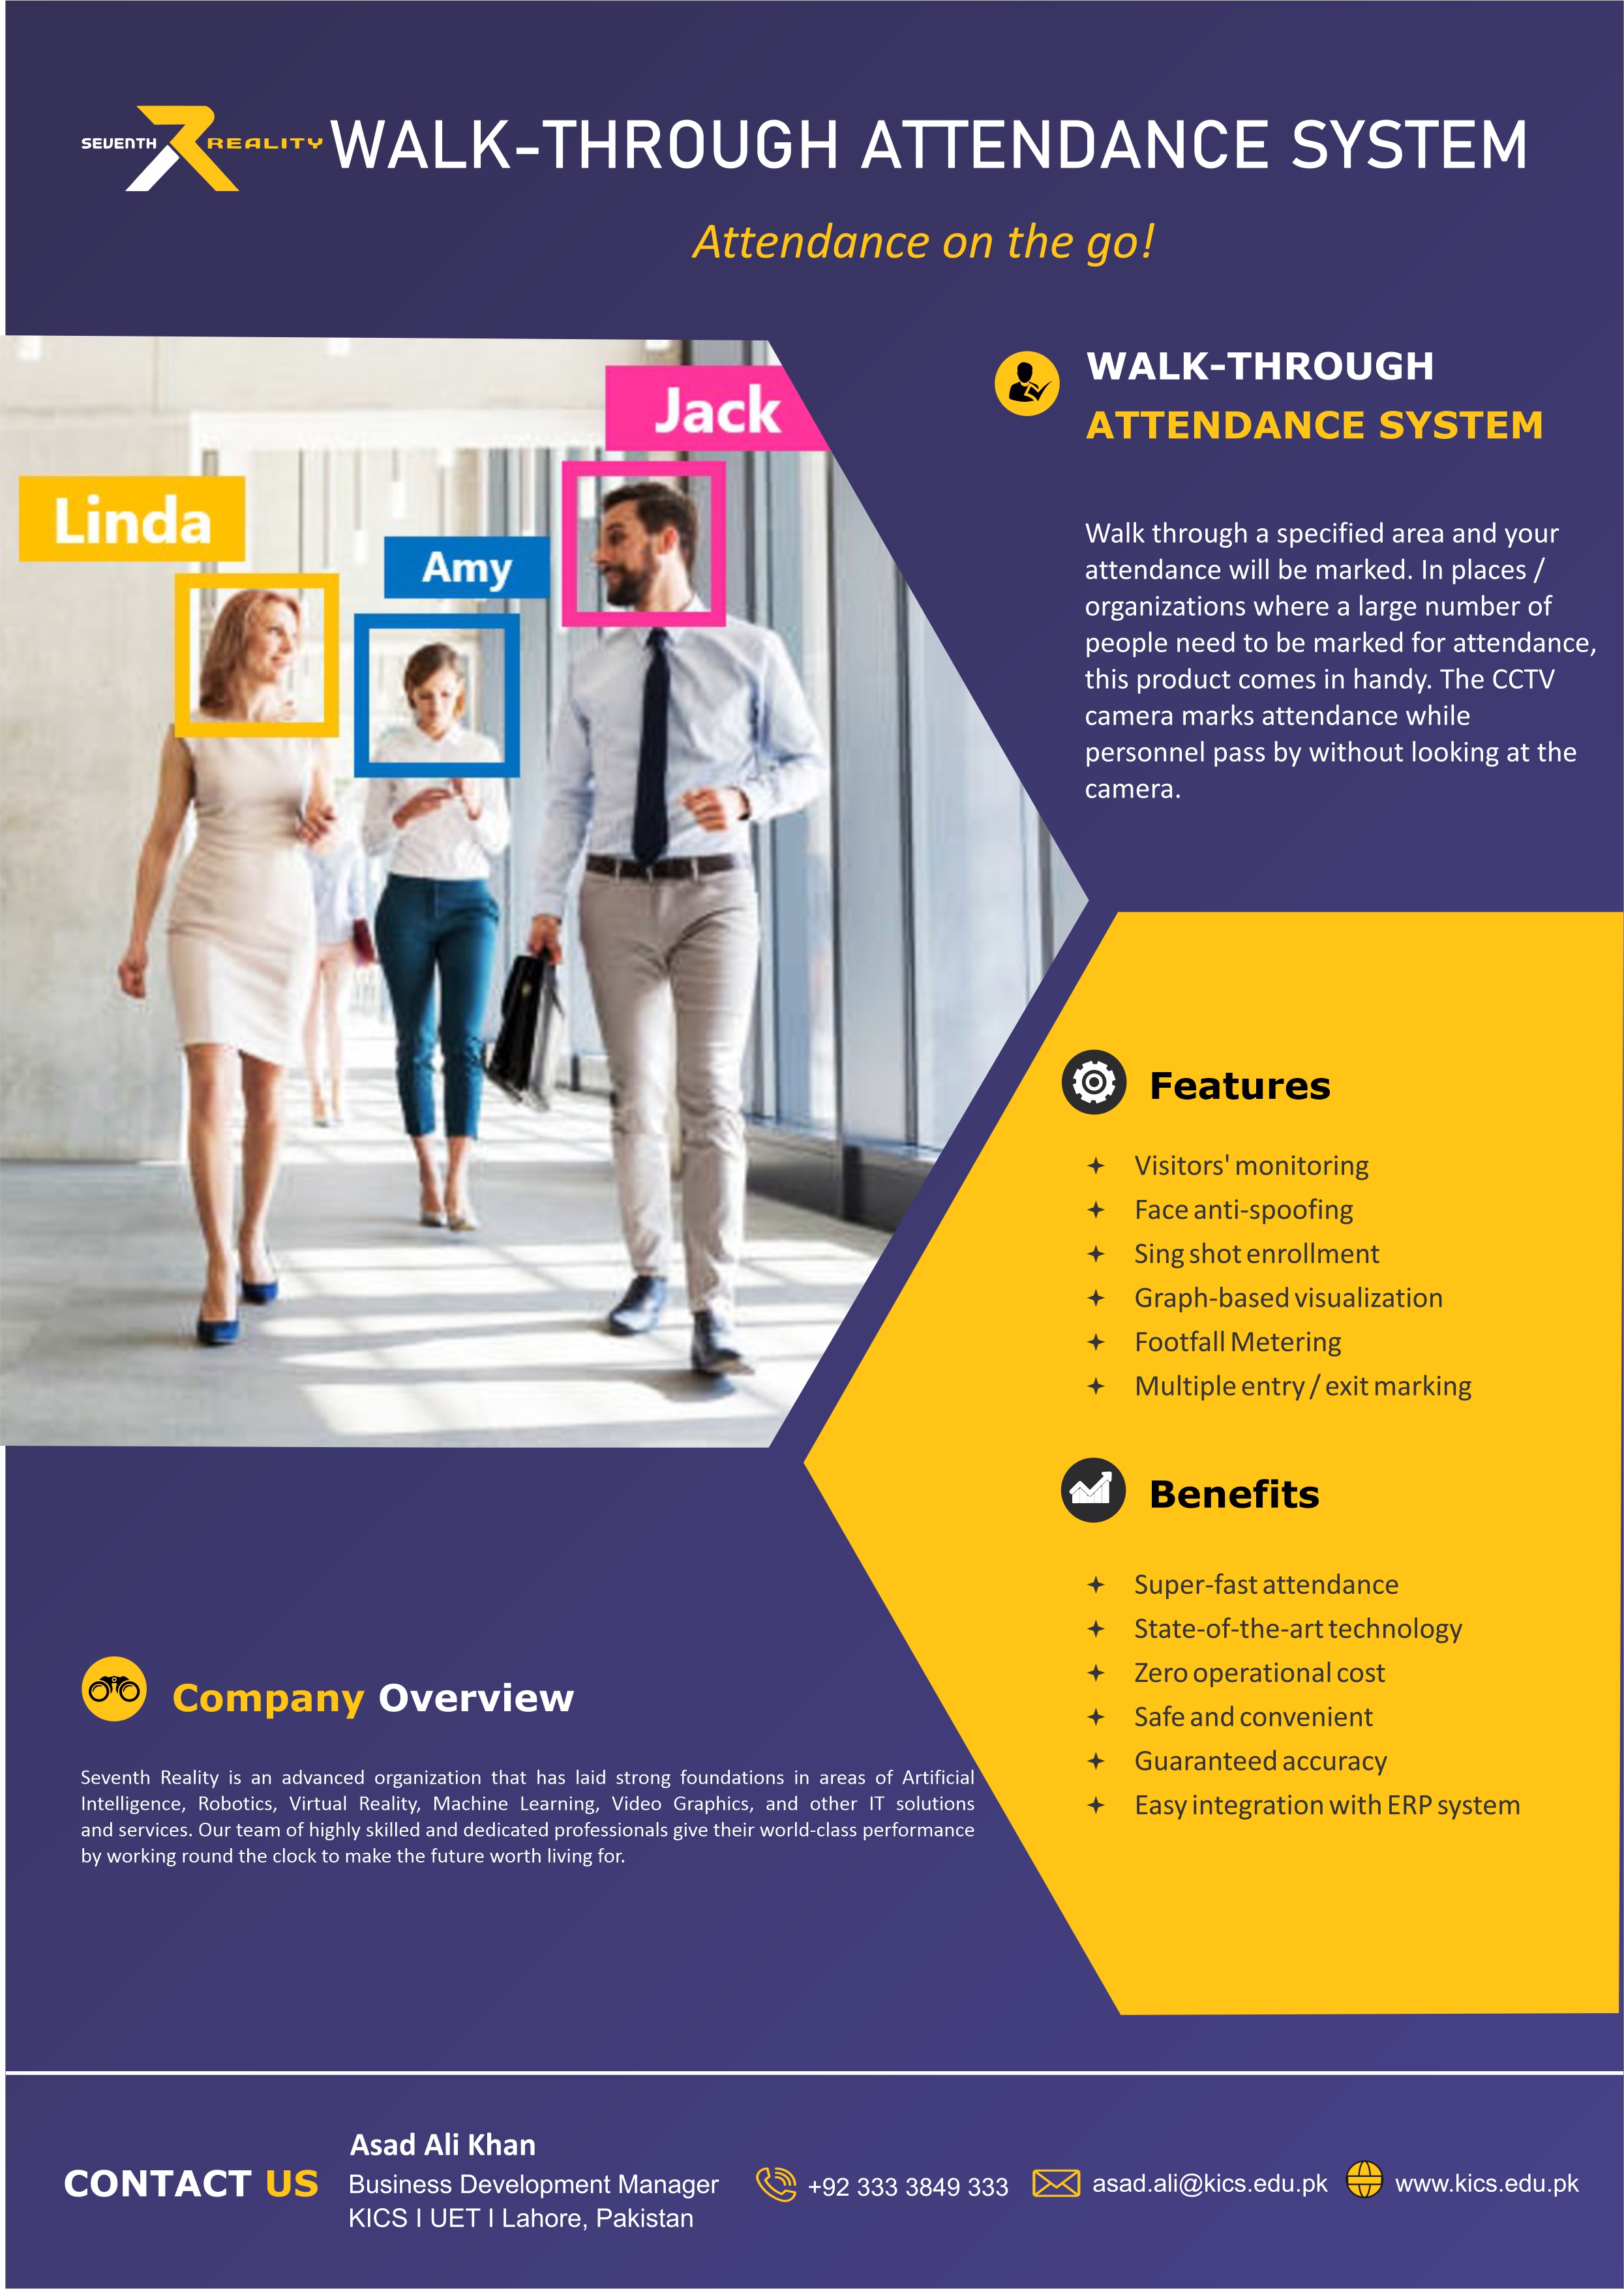 SEVENTH REALITY
WALK-THROUGH ATTENDANCE SYSTEM
Attendance on the go!
Jack
Linda
Amy
WALK-THROUGH
ATTENDANCE SYSTEM
Walk through a specified area and your
attendance will be marked. In places /
organizations where a large number of
people need to be marked for attendance,
this product comes in handy. The CCTV
camera marks attendance while
personnel pass by without looking at the
camera.
Features
Visitors' monitoring
Face anti-spoofing
Sing shot enrollment
Graph-based visualization
Footfall Metering
Multiple entry / exit marking
Benefits
Super-fast attendance
State-of-the-art technology
Zero operational cost
Safe and convenient
Guaranteed accuracy
Easy integration with ERP system
Company Overview
Seventh Reality is an advanced organization that has laid strong foundations in areas of Artificial
Intelligence, Robotics, Virtual Reality, Machine Learning, Video Graphics, and other IT solutions
and services. Our team of highly skilled and dedicated professionals give their world-class performance
by working round the clock to make the future worth living for.
CONTACT US
Asad Ali Khan
Business Development Manager
KICS I UET I Lahore, Pakistan
+92 333 3849 333
asad.ali@kics.edu.pk
www.kics.edu.pk